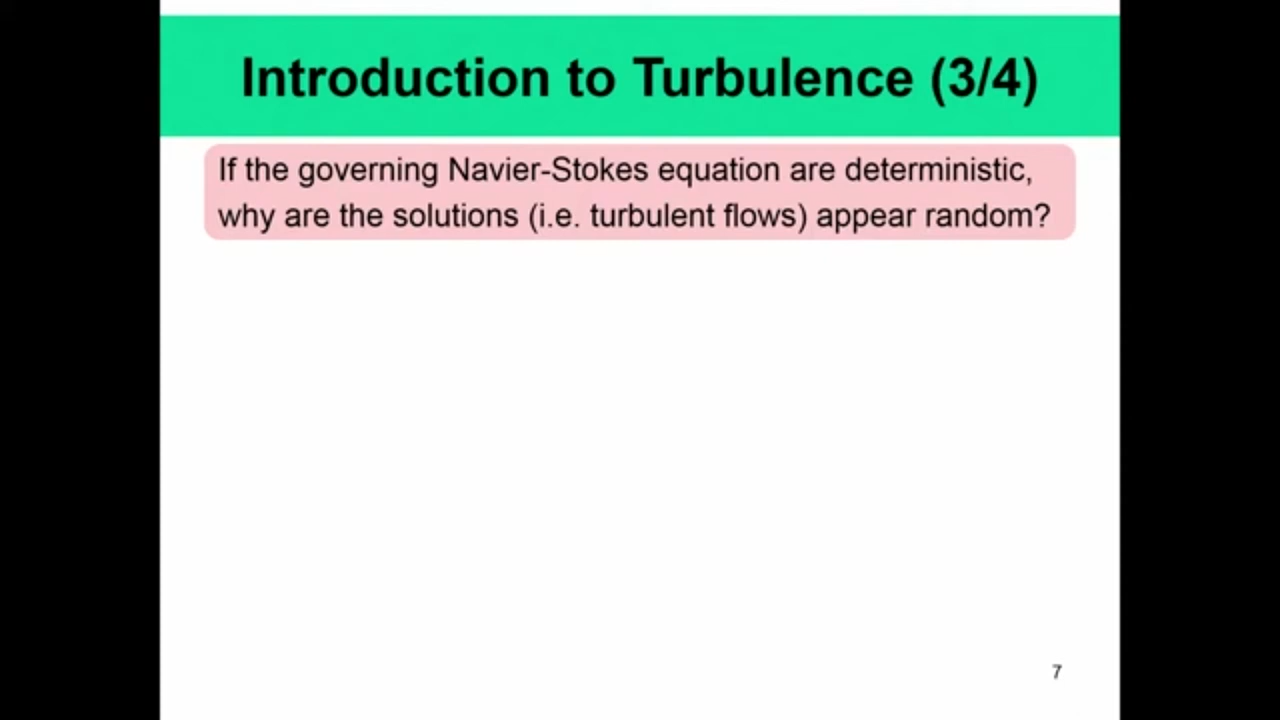 Introduction to Turbulence (3/4)
If the governing Navier-Stokes equation are deterministic,
why are the solutions (i.e. turbulent flows) appear random?
7